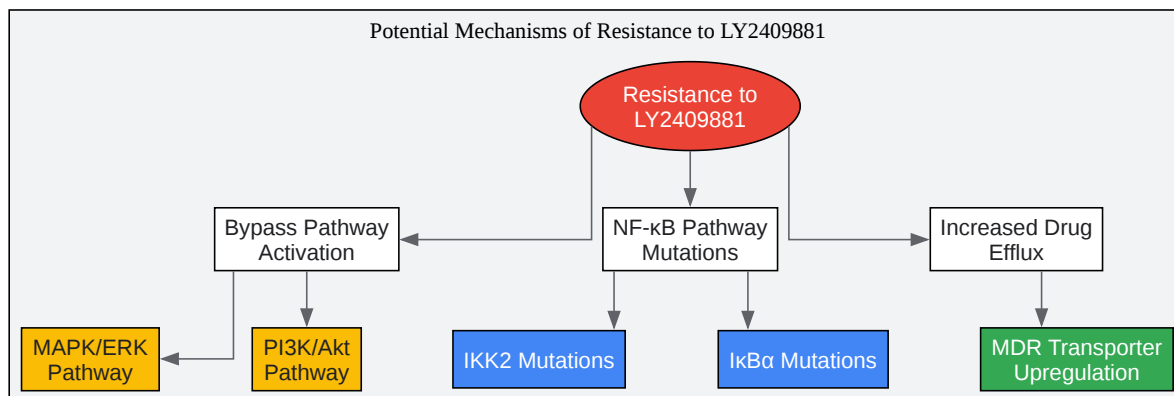 Potential Mechanisms of Resistance to LY2409881
Resistance to
LY2409881
Bypass Pathway
Activation
NF-κB Pathway
Mutations
Increased Drug
Efflux
MAPK/ERK
Pathway
PI3K/Akt
Pathway
IKK2 Mutations
IκBα Mutations
MDR Transporter
Upregulation